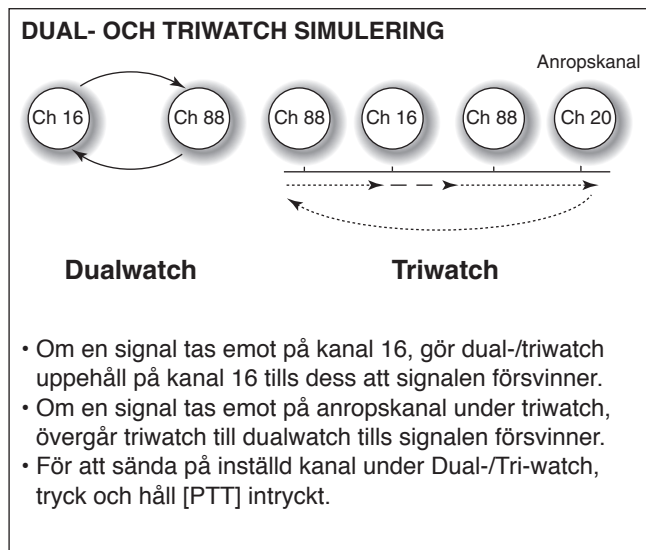 DUAL- OCH TRIWATCH SIMULERING
Anropskanal
Ch 16
Ch 88
Ch 88
Ch 16
Ch 88
Ch 20
Dualwatch
Triwatch
• Om en signal tas emot på kanal 16, gör dual-/triwatch
uppehåll på kanal 16 tills dess att signalen försvinner.
• Om en signal tas emot på anropskanal under triwatch,
övergår triwatch till dualwatch tills signalen försvinner.
• För att sända på inställd kanal under Dual-/Tri-watch,
tryck och håll [PTT] intryckt.